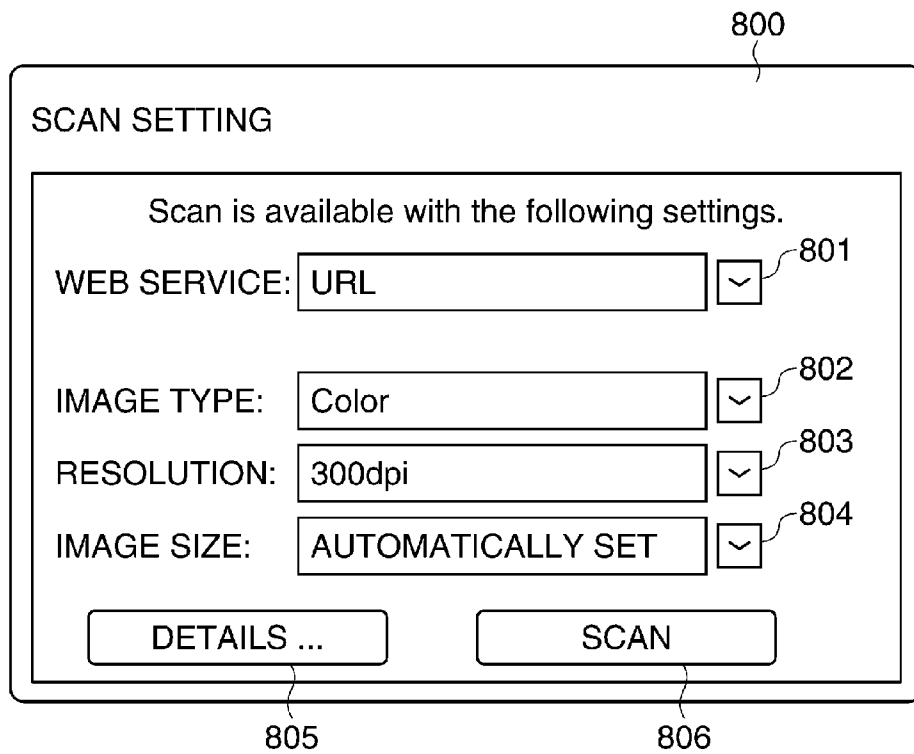 800
SCAN SETTING
Scan is available with the following settings.
WEB SERVICE: URL 801
IMAGE TYPE: Color 802
RESOLUTION: 300dpi 803
IMAGE SIZE: AUTOMATICALLY SET 804
DETAILS ... SCAN
805 806